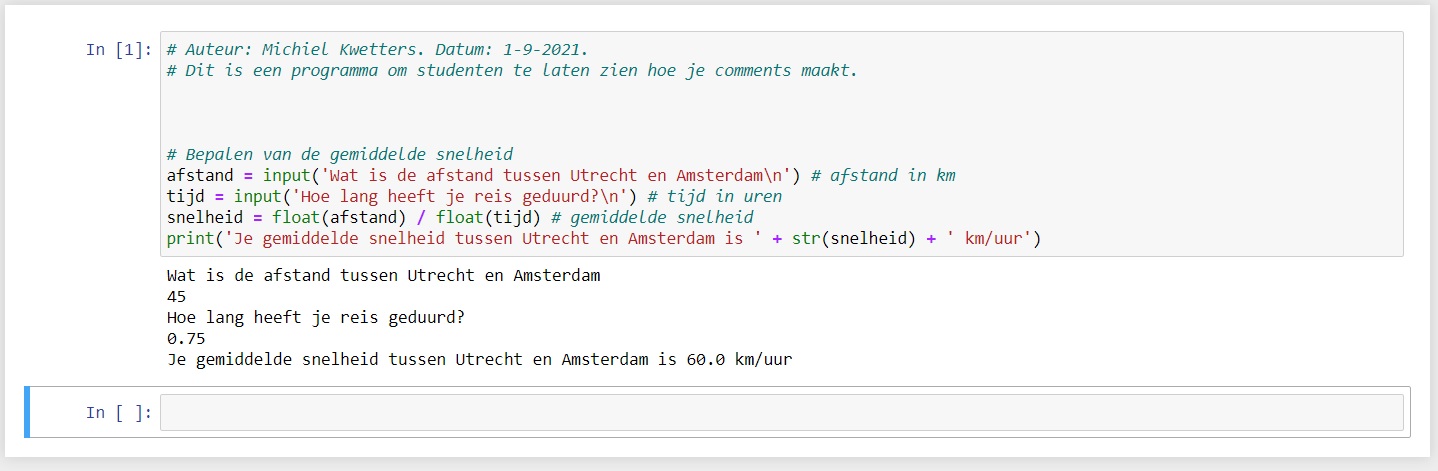 In [1]: # Auteur: Michiel Kwetters. Datum: 1-9-2021.
# Dit is een programma om studenten te laten zien hoe je comments maakt.
# Bepalen van de gemiddelde snelheid
afstand = input('Wat is de afstand tussen Utrecht en Amsterdam\n') # afstand in km
tijd = input('Hoe lang heeft je reis geduurd?\n') # tijd in uren
snelheid = float(afstand) / float(tijd) # gemiddelde snelheid
print('Je gemiddelde snelheid tussen Utrecht en Amsterdam is ' + str(snelheid) + ' km/uur')
Wat is de afstand tussen Utrecht en Amsterdam
45
Hoe lang heeft je reis geduurd?
0.75
Je gemiddelde snelheid tussen Utrecht en Amsterdam is 60.0 km/uur
In [ ]: